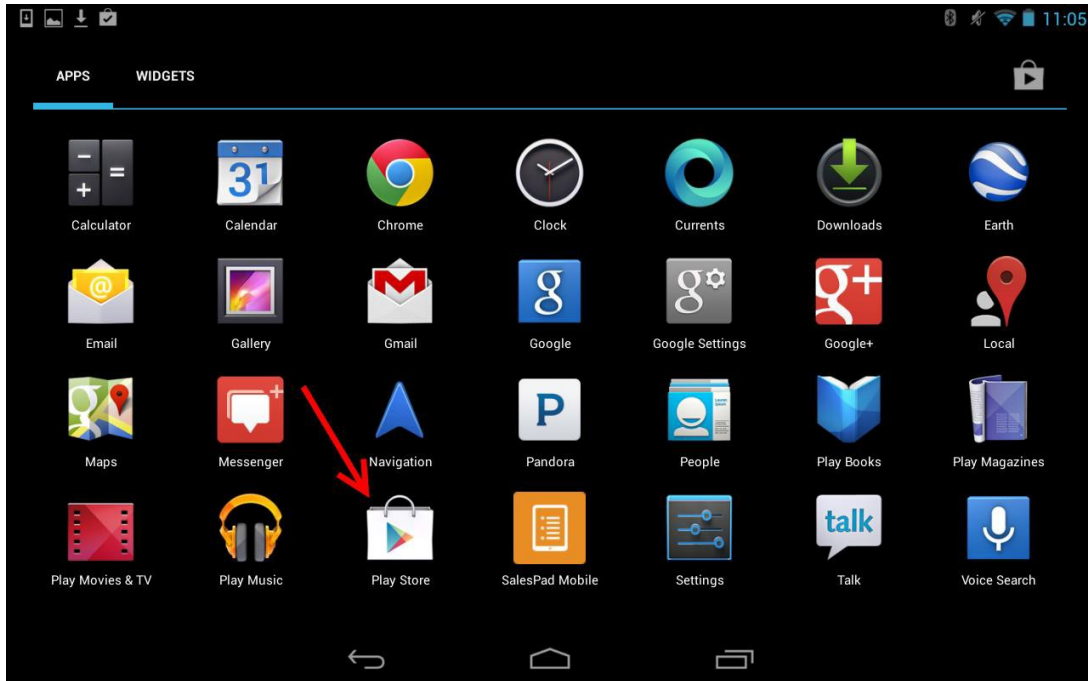 11:05
APPS WIDGETS
31
Calculator Calendar Chrome Clock Currents Downloads Earth
@ g g g+
Email Gallery Gmail Google Google Settings Google+ Local
g P
Maps Messenger Navigation Pandora People Play Books Play Magazines
talk
Play Movies & TV Play Music Play Store SalesPad Mobile Settings Talk Voice Search